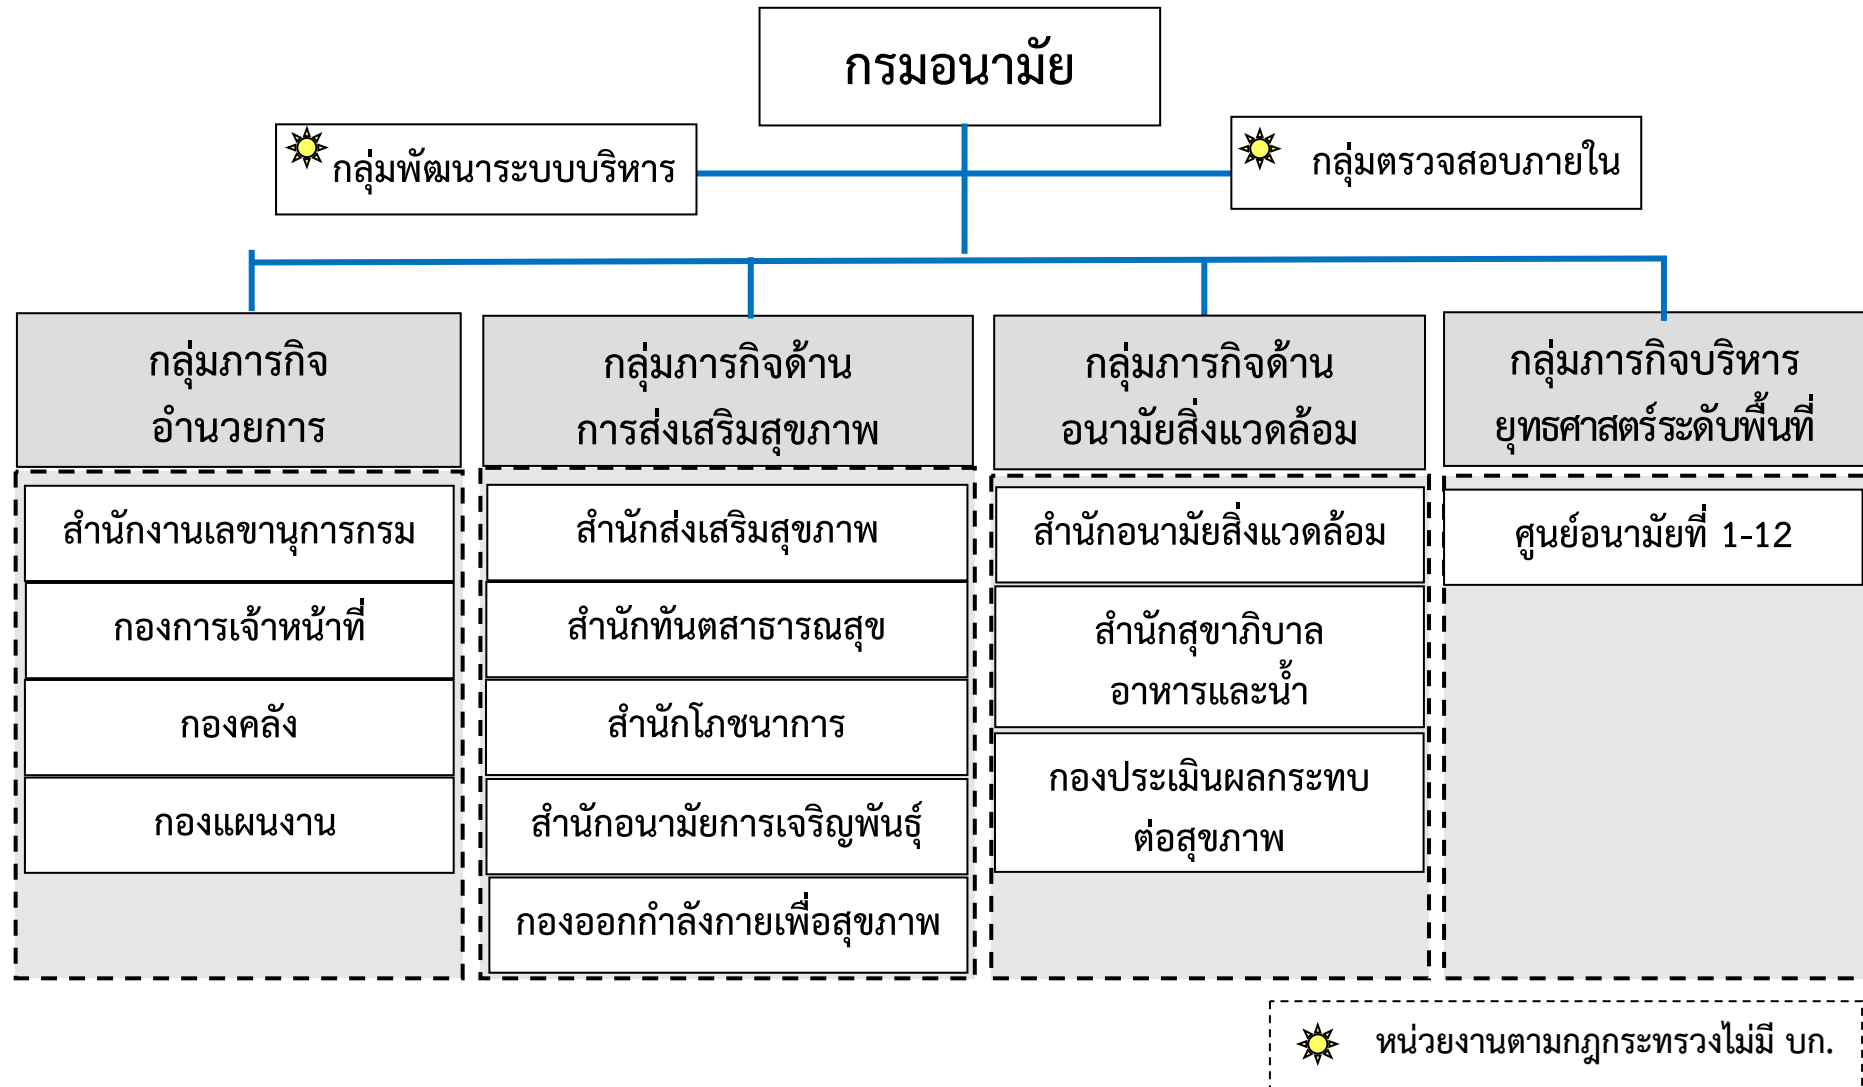 กรมอนามัย
กลุ่มพัฒนาระบบบริหาร
กลุ่มตรวจสอบภายใน
กลุ่มภารกิจ
อำนวยการ
สำนักงานเลขานุการกรม
กองการเจ้าหน้าที่
กองคลัง
กองแผนงาน
กลุ่มภารกิจด้าน
การส่งเสริมสุขภาพ
สำนักส่งเสริมสุขภาพ
สำนักทันตสาธารณสุข
สำนักโภชนาการ
สำนักอนามัยการเจริญพันธุ์
กองออกกำลังกายเพื่อสุขภาพ
กลุ่มภารกิจด้าน
อนามัยสิ่งแวดล้อม
สำนักอนามัยสิ่งแวดล้อม
สำนักสุขาภิบาล
อาหารและน้ำ
กองประเมินผลกระทบ
ต่อสุขภาพ
กลุ่มภารกิจบริหาร
ยุทธศาสตร์ระดับพื้นที่
ศูนย์อนามัยที่ 1-12
หน่วยงานตามกฎกระทรวงไม่มี บก.